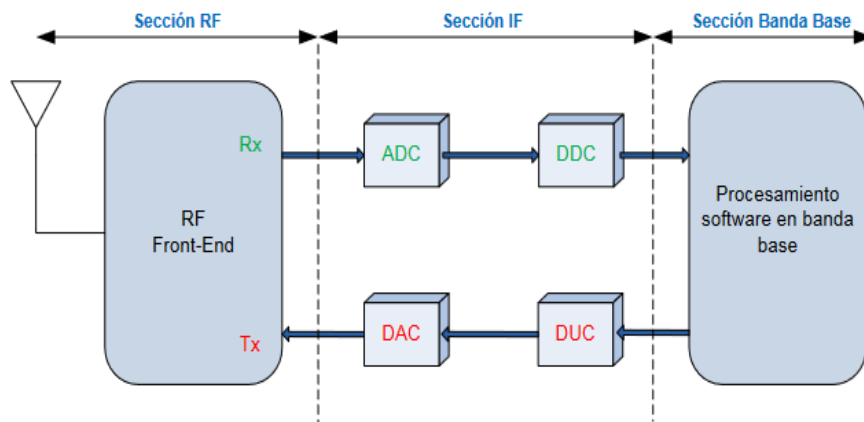 Sección RF
Sección IF
Sección Banda Base
Rx
ADC
DDC
RF
Front-End
Procesamiento
software en banda
base
Tx
DAC
DUC